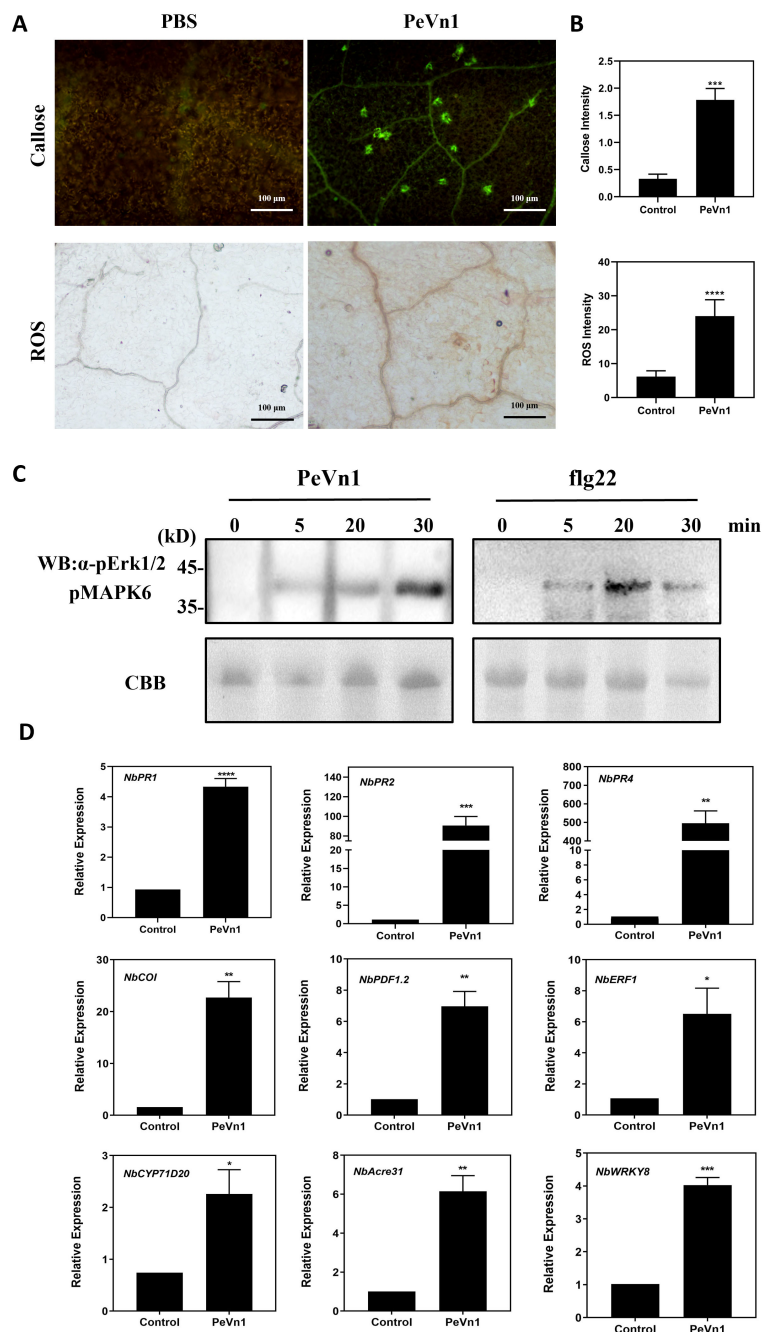 A
PBS
PeVn1
B
Callose
100 µm
100 µm
Callose Intensity
2.5
2.0
1.5
1.0
0.5
0.0
***
Control
PeVn1
ROS
100 µm
100 µm
ROS Intensity
40
30
20
10
0
****
Control
PeVn1
C
PeVn1
flg22
(kD)
0
5
20
30
0
5
20
30
min
WB:α-pErk1/2
45-
pMAPK6
35-
CBB
D
NbPR1
Relative Expression
5
4
3
2
1
0
****
Control
PeVn1
NbPR2
Relative Expression
140
120
100
80
60
40
20
20
15
10
5
0
***
Control
PeVn1
NbPR4
Relative Expression
800
700
600
500
400
10
8
6
4
2
0
**
Control
PeVn1
NbCOI
Relative Expression
30
20
10
0
**
Control
PeVn1
NbPDF1.2
Relative Expression
10
8
6
4
2
0
**
Control
PeVn1
NbERF1
Relative Expression
10
8
6
4
2
0
*
Control
PeVn1
NbCYP71D20
Relative Expression
3
2
1
0
*
Control
PeVn1
NbAcre31
Relative Expression
8
6
4
2
0
**
Control
PeVn1
NbWRKY8
Relative Expression
5
4
3
2
1
0
***
Control
PeVn1